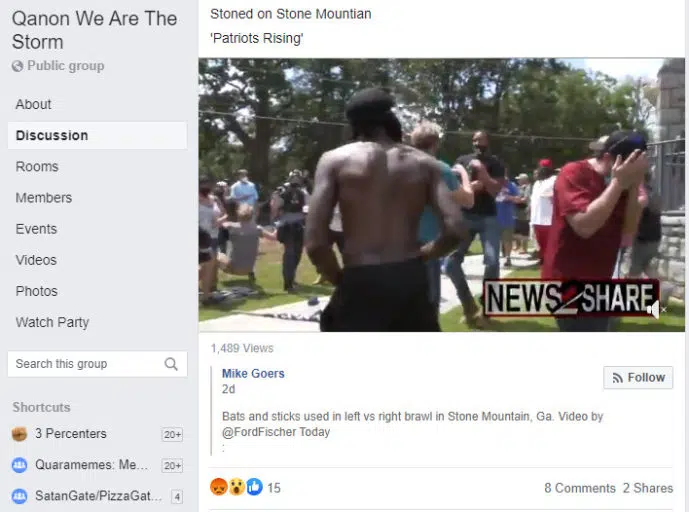 Qanon We Are The
Storm
Public group
About
Discussion
Rooms
Members
Events
Videos
Photos
Watch Party
Search this group
Shortcuts
3 Percenters 20+
Quaramemes: Me... 20+
SatanGate/PizzaGat... 4
Stoned on Stone Mountian
'Patriots Rising'
NEWS2SHARE
1,489 Views
Mike Goers
Follow
2d
Bats and sticks used in left vs right brawl in Stone Mountain, Ga. Video by
@FordFischer Today
:
15
8 Comments 2 Shares